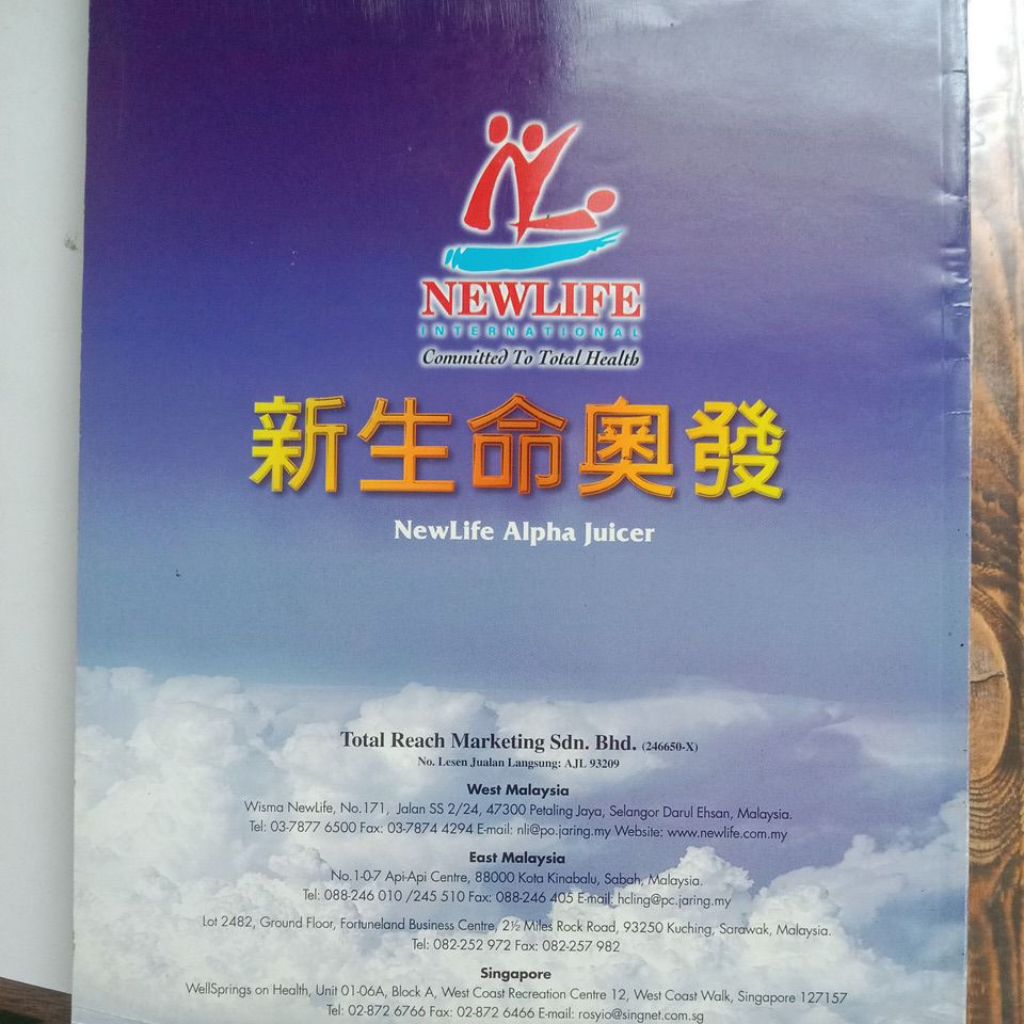 NEWLIFE
INTERNATIONAL
Committed To Total Health
新生命奧發
NewLife Alpha Juicer
Total Reach Marketing Sdn. Bhd. (246650-X)
No. Lesen Jualan Langsung: AJL 93209
West Malaysia
Wisma NewLife, No.171, Jalan SS 2/24, 47300 Petaling Jaya, Selangor Darul Ehsan, Malaysia.
Tel: 03-7877 6500 Fax: 03-7874 4294 E-mail: nli@po.jaring.my Website: www.newlife.com.my
East Malaysia
No.1-0-7 Api-Api Centre, 88000 Kota Kinabalu, Sabah, Malaysia.
Tel: 088-246 010 /245 510 Fax: 088-246 405 E-mail: hcling@pc.jaring.my
Lot 2482, Ground Floor, Fortuneland Business Centre, 2½ Miles Rock Road, 93250 Kuching, Sarawak, Malaysia.
Tel: 082-252 972 Fax: 082-257 982
Singapore
WellSprings on Health, Unit 01-06A, Block A, West Coast Recreation Centre 12, West Coast Walk, Singapore 127157
Tel: 02-872 6766 Fax: 02-872 6466 E-mail: rosyio@singnet.com.sg